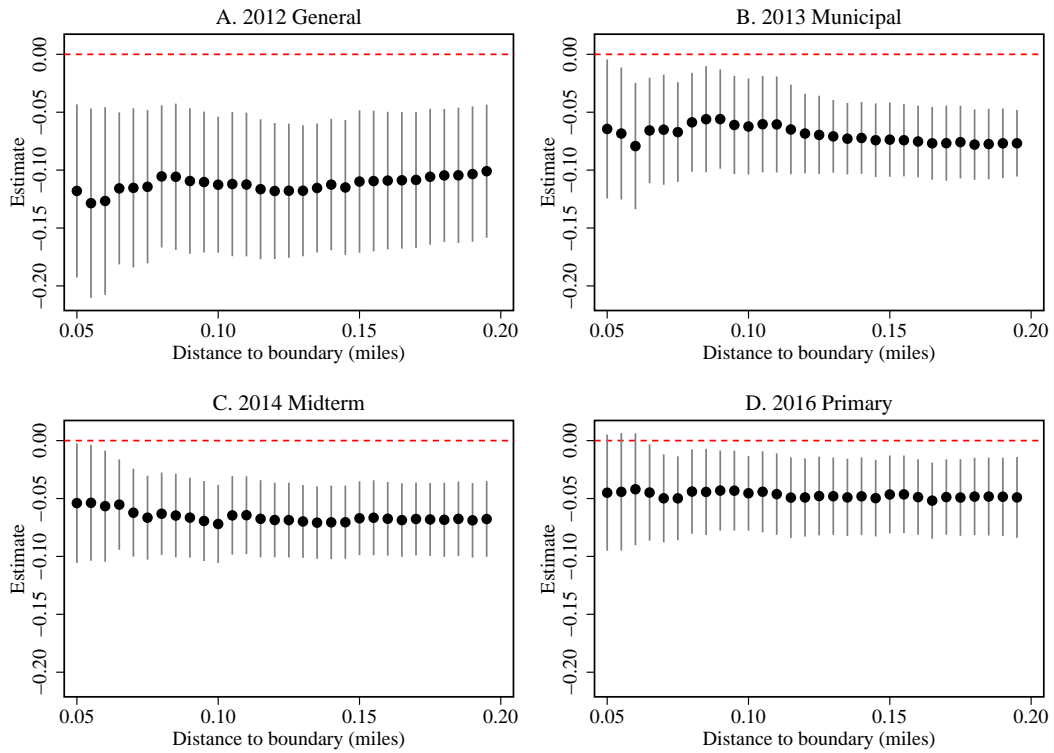 A. 2012 General
0.00
−0.05
−0.10
−0.15
−0.20
Estimate
0.05 0.10 0.15 0.20
Distance to boundary (miles)
B. 2013 Municipal
0.00
−0.05
−0.10
−0.15
−0.20
Estimate
0.05 0.10 0.15 0.20
Distance to boundary (miles)
C. 2014 Midterm
0.00
−0.05
−0.10
−0.15
−0.20
Estimate
0.05 0.10 0.15 0.20
Distance to boundary (miles)
D. 2016 Primary
0.00
−0.05
−0.10
−0.15
−0.20
Estimate
0.05 0.10 0.15 0.20
Distance to boundary (miles)